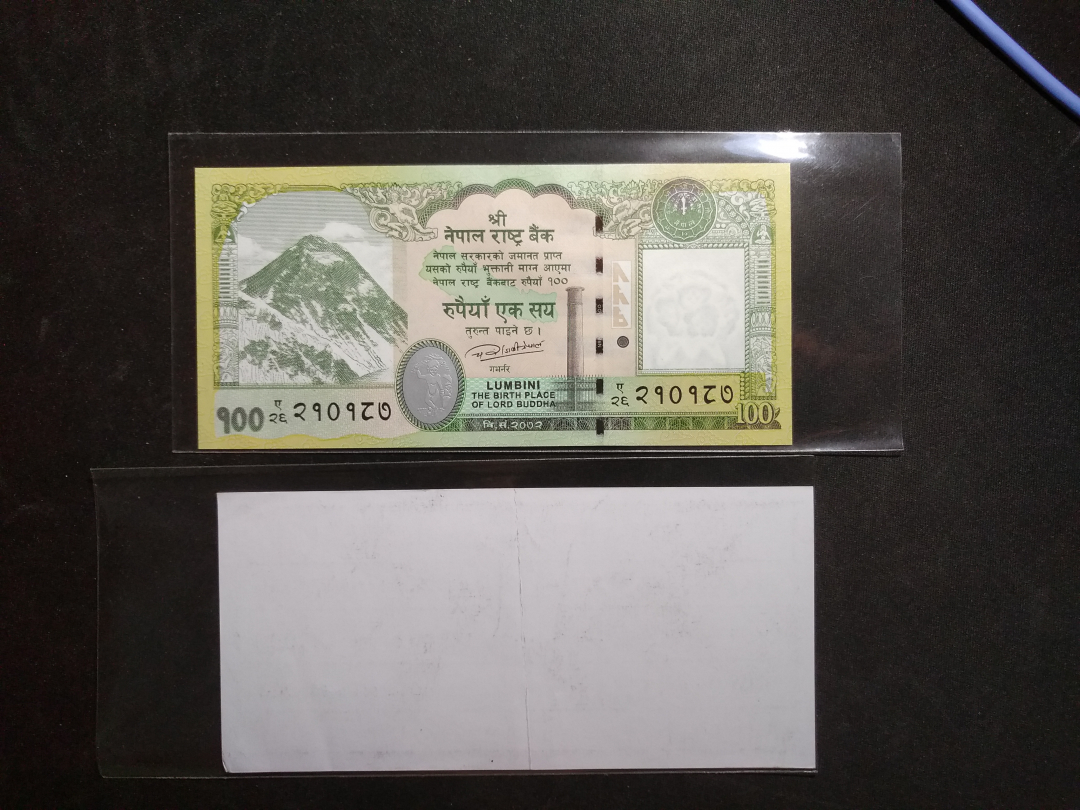 श्री
नेपाल राष्ट्र बैंक
नेपाल सरकारको जमानत प्राप्त
यसको रुपैयाँ भुक्तानी माग्न आएमा
नेपाल राष्ट्र बैंकबाट रुपैयाँ १००
रुपैयाँ एक सय
तुरुन्त पाइने छ।
गभर्नर
LUMBINI
THE BIRTH PLACE
OF LORD BUDDHA
१०० ए २६ २१०१८७
ए २६ २१०१८७
100
वि.सं.२०७२